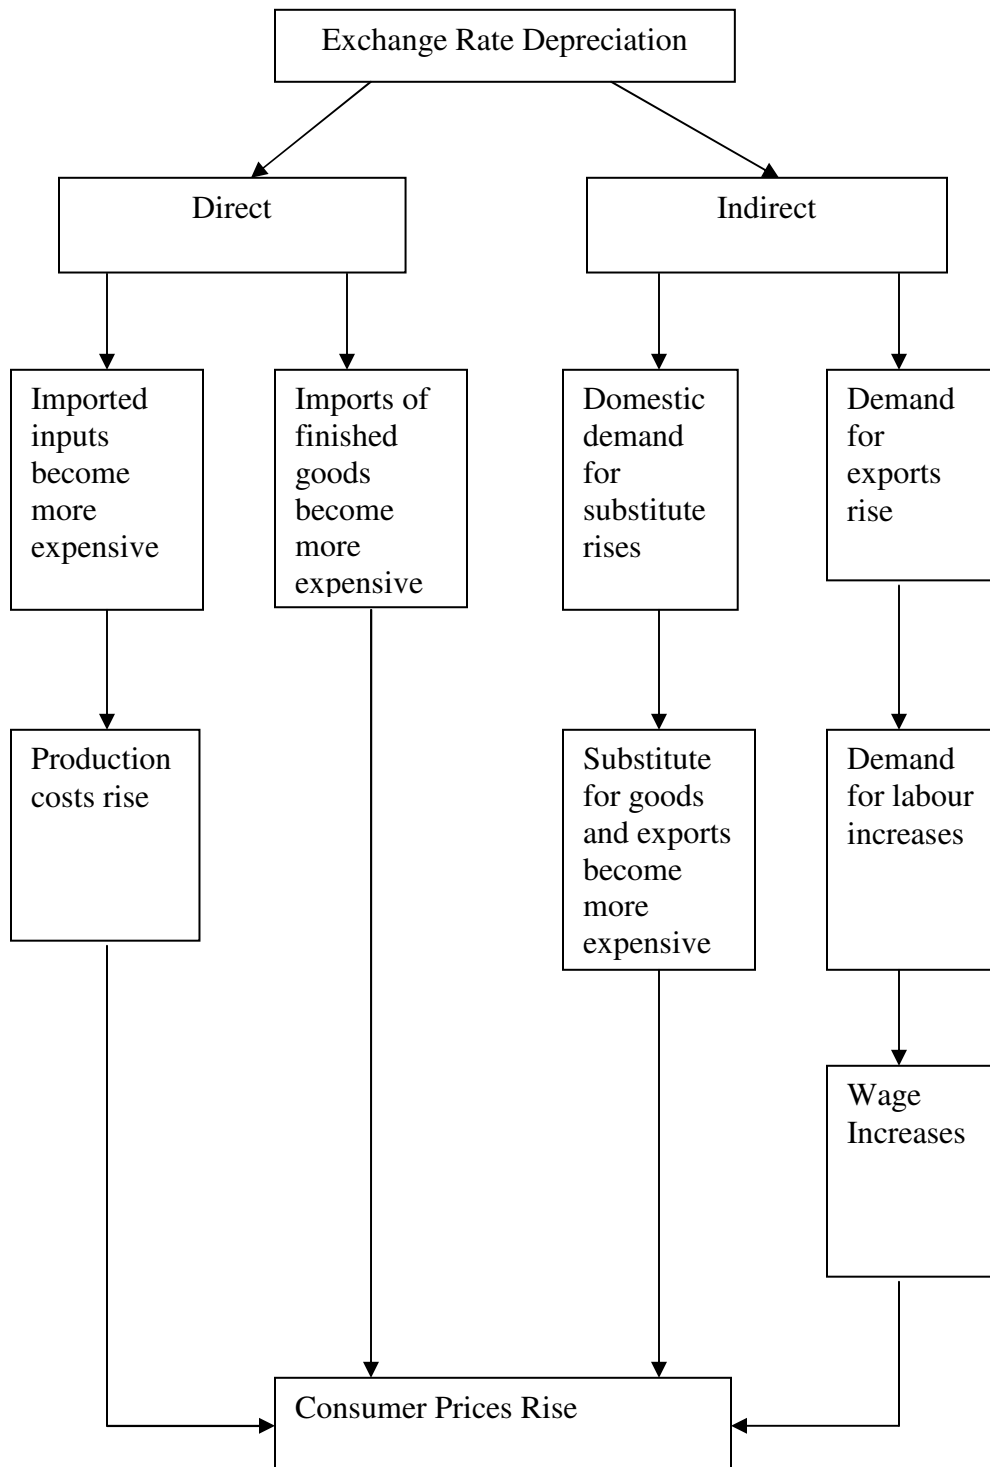 Exchange Rate Depreciation
Direct
Indirect
Imported
inputs
become
more
expensive
Imports of
finished
goods
become
more
expensive
Domestic
demand
for
substitute
rises
Demand
for
exports
rise
Production
costs rise
Substitute
for goods
and exports
become
more
expensive
Demand
for labour
increases
Wage
Increases
Consumer Prices Rise